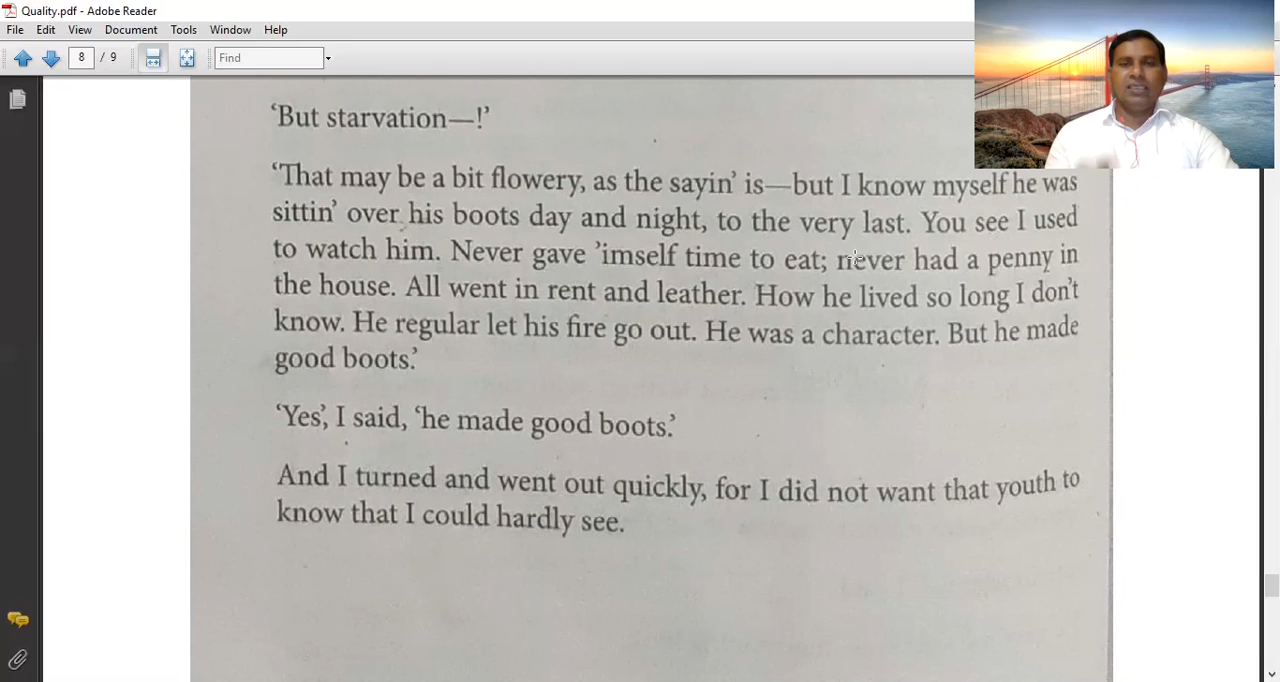 Quality.pdf - Adobe Reader
File Edit View Document Tools Window Help
8 / 9 Find
‘But starvation—!’
‘That may be a bit flowery, as the sayin’ is—but I know myself he was
sittin’ over his boots day and night, to the very last. You see I used
to watch him. Never gave ’imself time to eat; never had a penny in
the house. All went in rent and leather. How he lived so long I don’t
know. He regular let his fire go out. He was a character. But he made
good boots.’
‘Yes’, I said, ‘he made good boots.’
And I turned and went out quickly, for I did not want that youth to
know that I could hardly see.